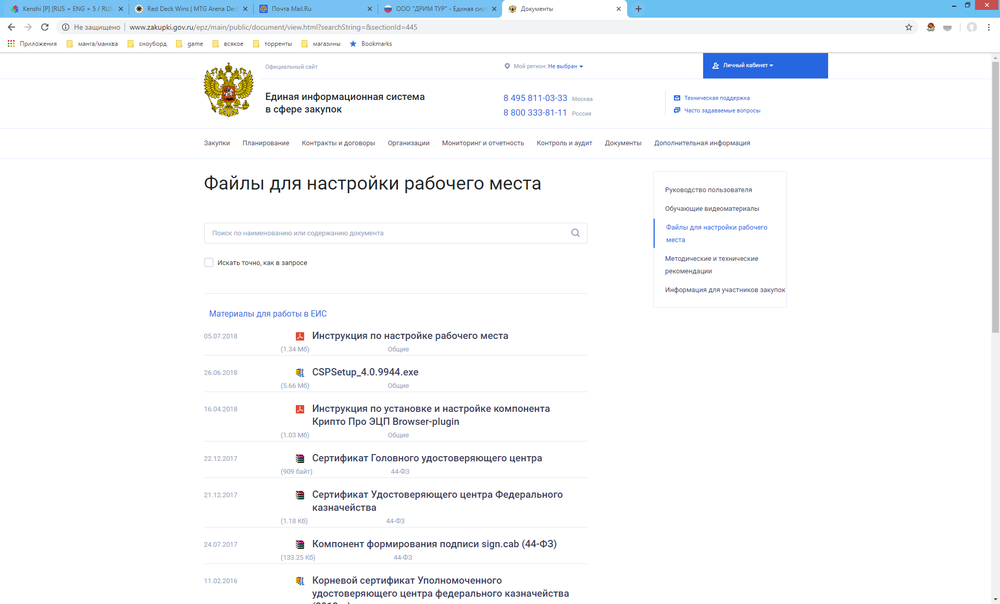 Kenshi [P] [RUS + ENG + 5 / RUS
Red Deck Wins | MTG Arena Dec
Почта Mail.Ru
ООО "ДРИМ ТУР" - Единая сист
Документы
Не защищено
www.zakupki.gov.ru/epz/main/public/document/view.html?searchString=&sectionId=445
Приложения
манга/манхва
сноуборд
game
всякое
торренты
магазины
Bookmarks
Официальный сайт
Мой регион: Не выбран
Личный кабинет
Единая информационная система
в сфере закупок
8 495 811-03-33 Москва
8 800 333-81-11 Россия
Техническая поддержка
Часто задаваемые вопросы
Закупки Планирование Контракты и договоры Организации Мониторинг и отчетность Контроль и аудит Документы Дополнительная информация
Файлы для настройки рабочего места
Поиск по наименованию или содержанию документа
Искать точно, как в запросе
Руководство пользователя
Обучающие видеоматериалы
Файлы для настройки рабочего
места
Методические и технические
рекомендации
Информация для участников закупок
Материалы для работы в ЕИС
05.07.2018 Инструкция по настройке рабочего места
(1.34 Мб) Общие
26.06.2018 CSPSetup_4.0.9944.exe
(5.66 Мб) Общие
16.04.2018 Инструкция по установке и настройке компонента
Крипто Про ЭЦП Browser-plugin
(1.03 Мб) Общие
22.12.2017 Сертификат Головного удостоверяющего центра
(909 байт) 44-ФЗ
21.12.2017 Сертификат Удостоверяющего центра Федерального
казначейства
(1.18 Кб) 44-ФЗ
24.07.2017 Компонент формирования подписи sign.cab (44-ФЗ)
(133.25 Кб) 44-ФЗ
11.02.2016 Корневой сертификат Уполномоченного
удостоверяющего центра федерального казначейства